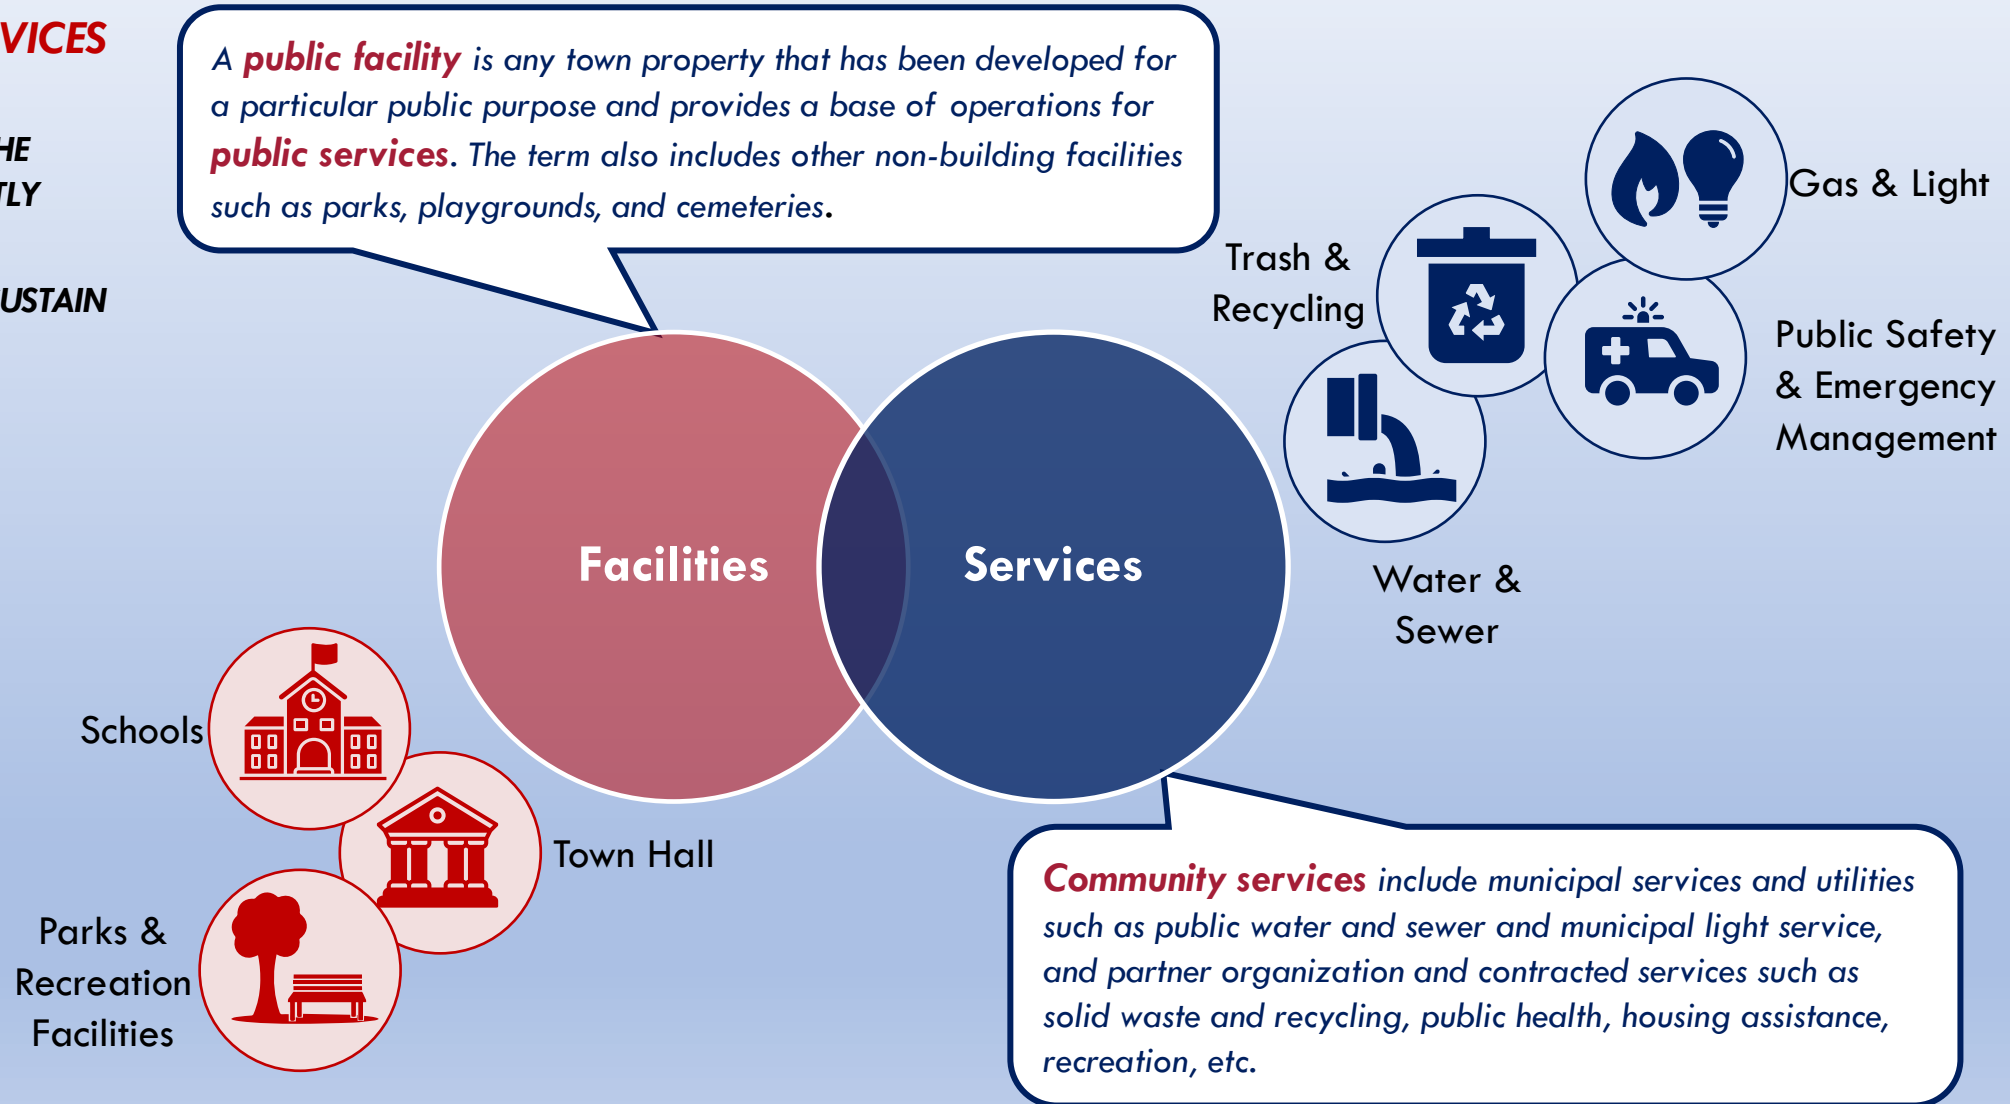 VICES
HE
TLY
USTAIN
A public facility is any town property that has been developed for
a particular public purpose and provides a base of operations for
public services. The term also includes other non-building facilities
such as parks, playgrounds, and cemeteries.
Gas & Light
Trash &
Recycling
Public Safety
& Emergency
Management
Water &
Sewer
Facilities
Services
Schools
Town Hall
Parks &
Recreation
Facilities
Community services include municipal services and utilities
such as public water and sewer and municipal light service,
and partner organization and contracted services such as
solid waste and recycling, public health, housing assistance,
recreation, etc.